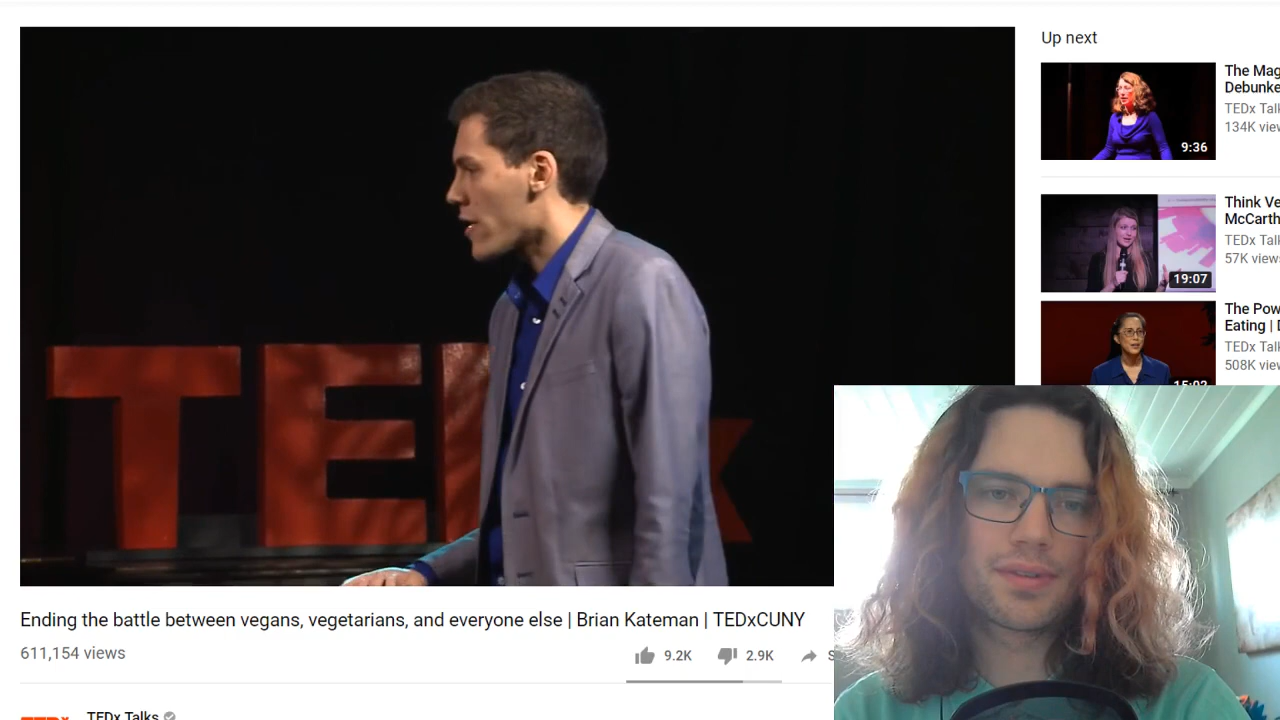 TEDx
Ending the battle between vegans, vegetarians, and everyone else | Brian Kateman | TEDxCUNY
611,154 views
9.2K
2.9K
S
TEDx Talks
Up next
9:36
The Mag
Debunke
TEDx Talk
134K view
19:07
Think Ve
McCarth
TEDx Talk
57K views
15:02
The Pow
Eating | D
TEDx Talk
508K view